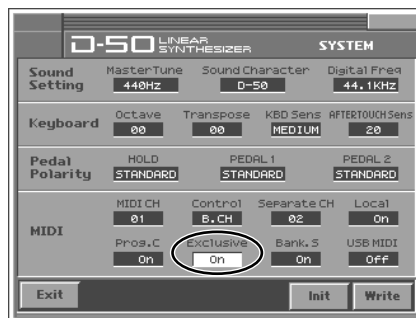 D-50 LINEAR SYNTHESIZER SYSTEM
Sound Setting
MasterTune Sound Character Digital Freq
440HZ D-50 44.1KHz
Keyboard
Octave Transpose KBD Sens AFTERTOUCH Sens
00 00 MEDIUM 20
Pedal Polarity
HOLD PEDAL 1 PEDAL 2
STANDARD STANDARD STANDARD
MIDI
MIDI CH Control Separate CH Local
01 B.CH 02 On
Prog.C Exclusive Bank.S USB MIDI
On On On Off
Exit Init Write